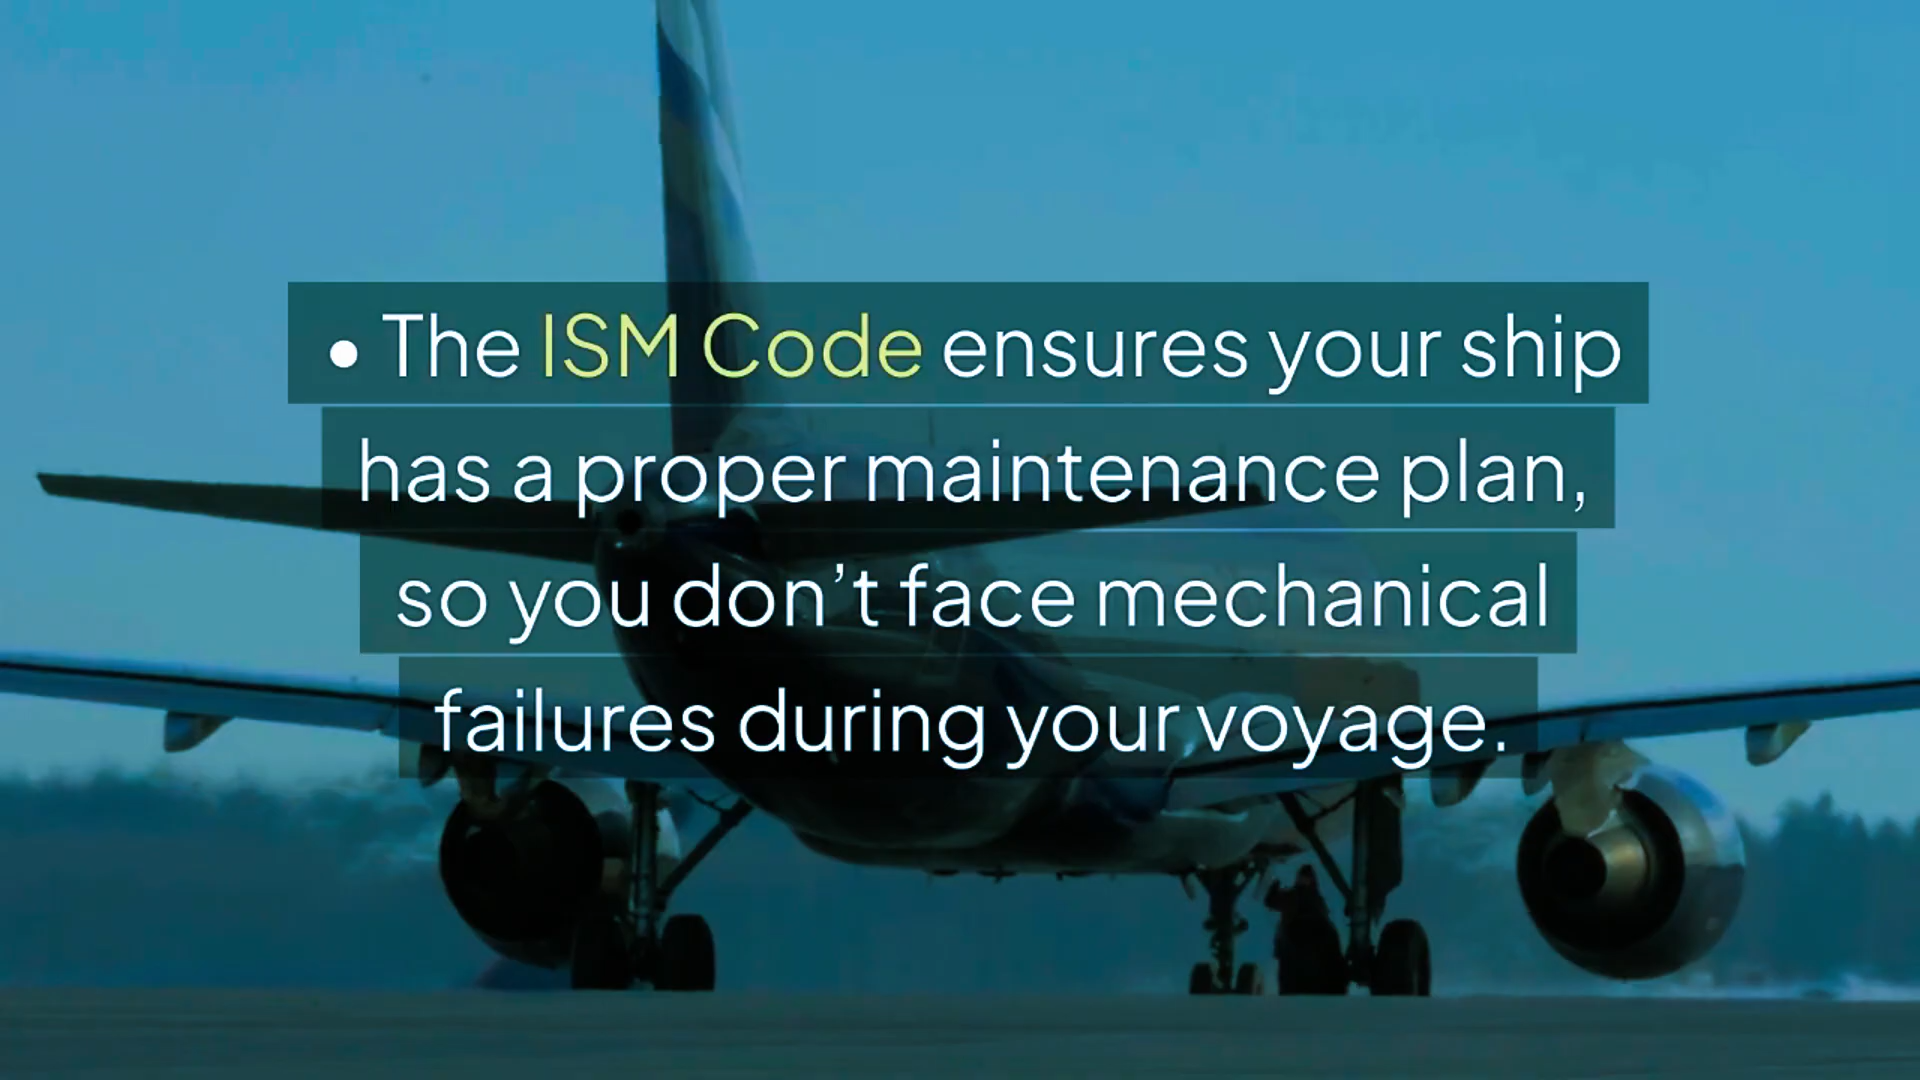 • The ISM Code ensures your ship
has a proper maintenance plan,
so you don’t face mechanical
failures during your voyage.